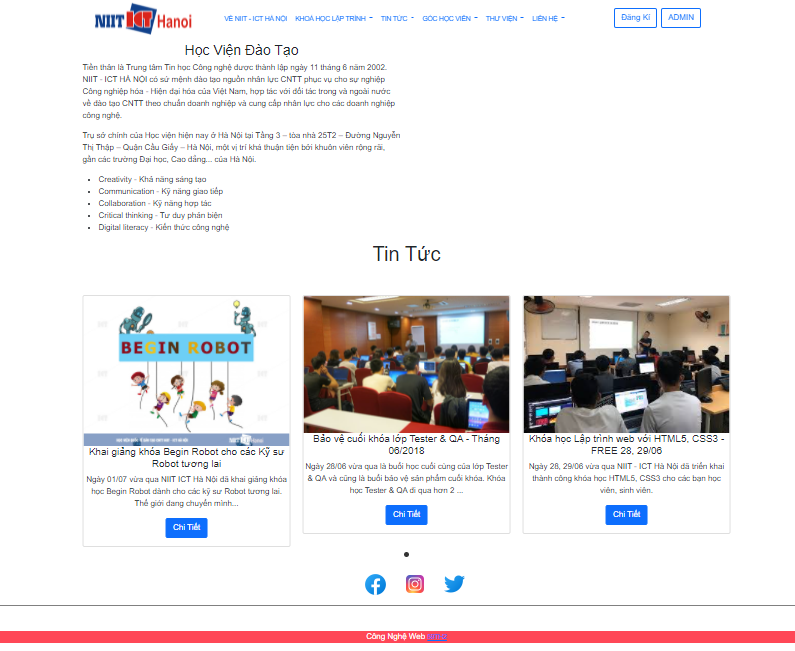 NIIT ICT Hanoi
VỀ NIIT - ICT HÀ NỘI KHOÁ HỌC LẬP TRÌNH TIN TỨC GÓC HỌC VIÊN THƯ VIỆN LIÊN HỆ
Đăng Kí ADMIN
Học Viện Đào Tạo
Tiền thân là Trung tâm Tin học Công nghệ được thành lập ngày 11 tháng 6 năm 2002.
NIIT - ICT HÀ NỘI có sứ mệnh đào tạo nguồn nhân lực CNTT phục vụ cho sự nghiệp
Công nghiệp hóa - Hiện đại hóa của Việt Nam, hợp tác với đối tác trong và ngoài nước
về đào tạo CNTT theo chuẩn doanh nghiệp và cung cấp nhân lực cho các doanh nghiệp
công nghệ.
Trụ sở chính của Học viện hiện nay ở Hà Nội tại Tầng 3 – tòa nhà 25T2 – Đường Nguyễn
Thị Thập – Quận Cầu Giấy – Hà Nội, một vị trí khá thuận tiện bởi khuôn viên rộng rãi,
gần các trường Đại học, Cao đẳng... của Hà Nội.
Creativity - Khả năng sáng tạo
Communication - Kỹ năng giao tiếp
Collaboration - Kỹ năng hợp tác
Critical thinking - Tư duy phản biện
Digital literacy - Kiến thức công nghệ
Tin Tức
BEGIN ROBOT
Khai giảng khóa Begin Robot cho các Kỹ sư
Robot tương lai
Ngày 01/07 vừa qua NIIT ICT Hà Nội đã khai giảng khóa
học Begin Robot dành cho các kỹ sư Robot tương lai.
Thế giới đang chuyển mình...
Chi Tiết
Bảo vệ cuối khóa lớp Tester & QA - Tháng
06/2018
Ngày 28/06 vừa qua là buổi học cuối cùng của lớp Tester
& QA và cũng là buổi bảo vệ sản phẩm cuối khóa. Khóa
học Tester & QA đi qua hơn 2 ...
Chi Tiết
Khóa học Lập trình web với HTML5, CSS3 -
FREE 28, 29/06
Ngày 28, 29/06 vừa qua NIIT - ICT Hà Nội đã triển khai
thành công khóa học HTML5, CSS3 cho các bạn học
viên, sinh viên.
Chi Tiết
Công Nghệ Web